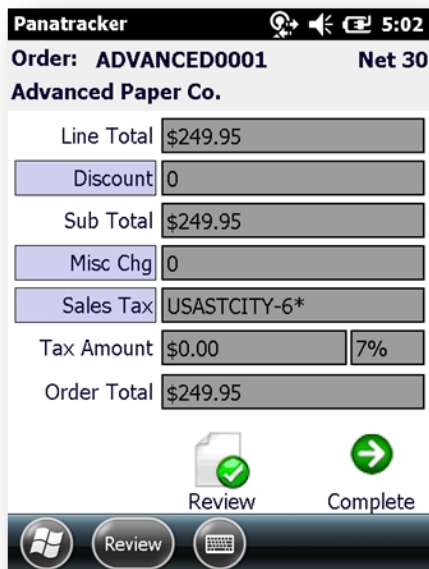 Panatracker 5:02
Order: ADVANCED0001 Net 30
Advanced Paper Co.
Line Total $249.95
Discount 0
Sub Total $249.95
Misc Chg 0
Sales Tax USASTCITY-6*
Tax Amount $0.00 7%
Order Total $249.95
Review Complete
Review